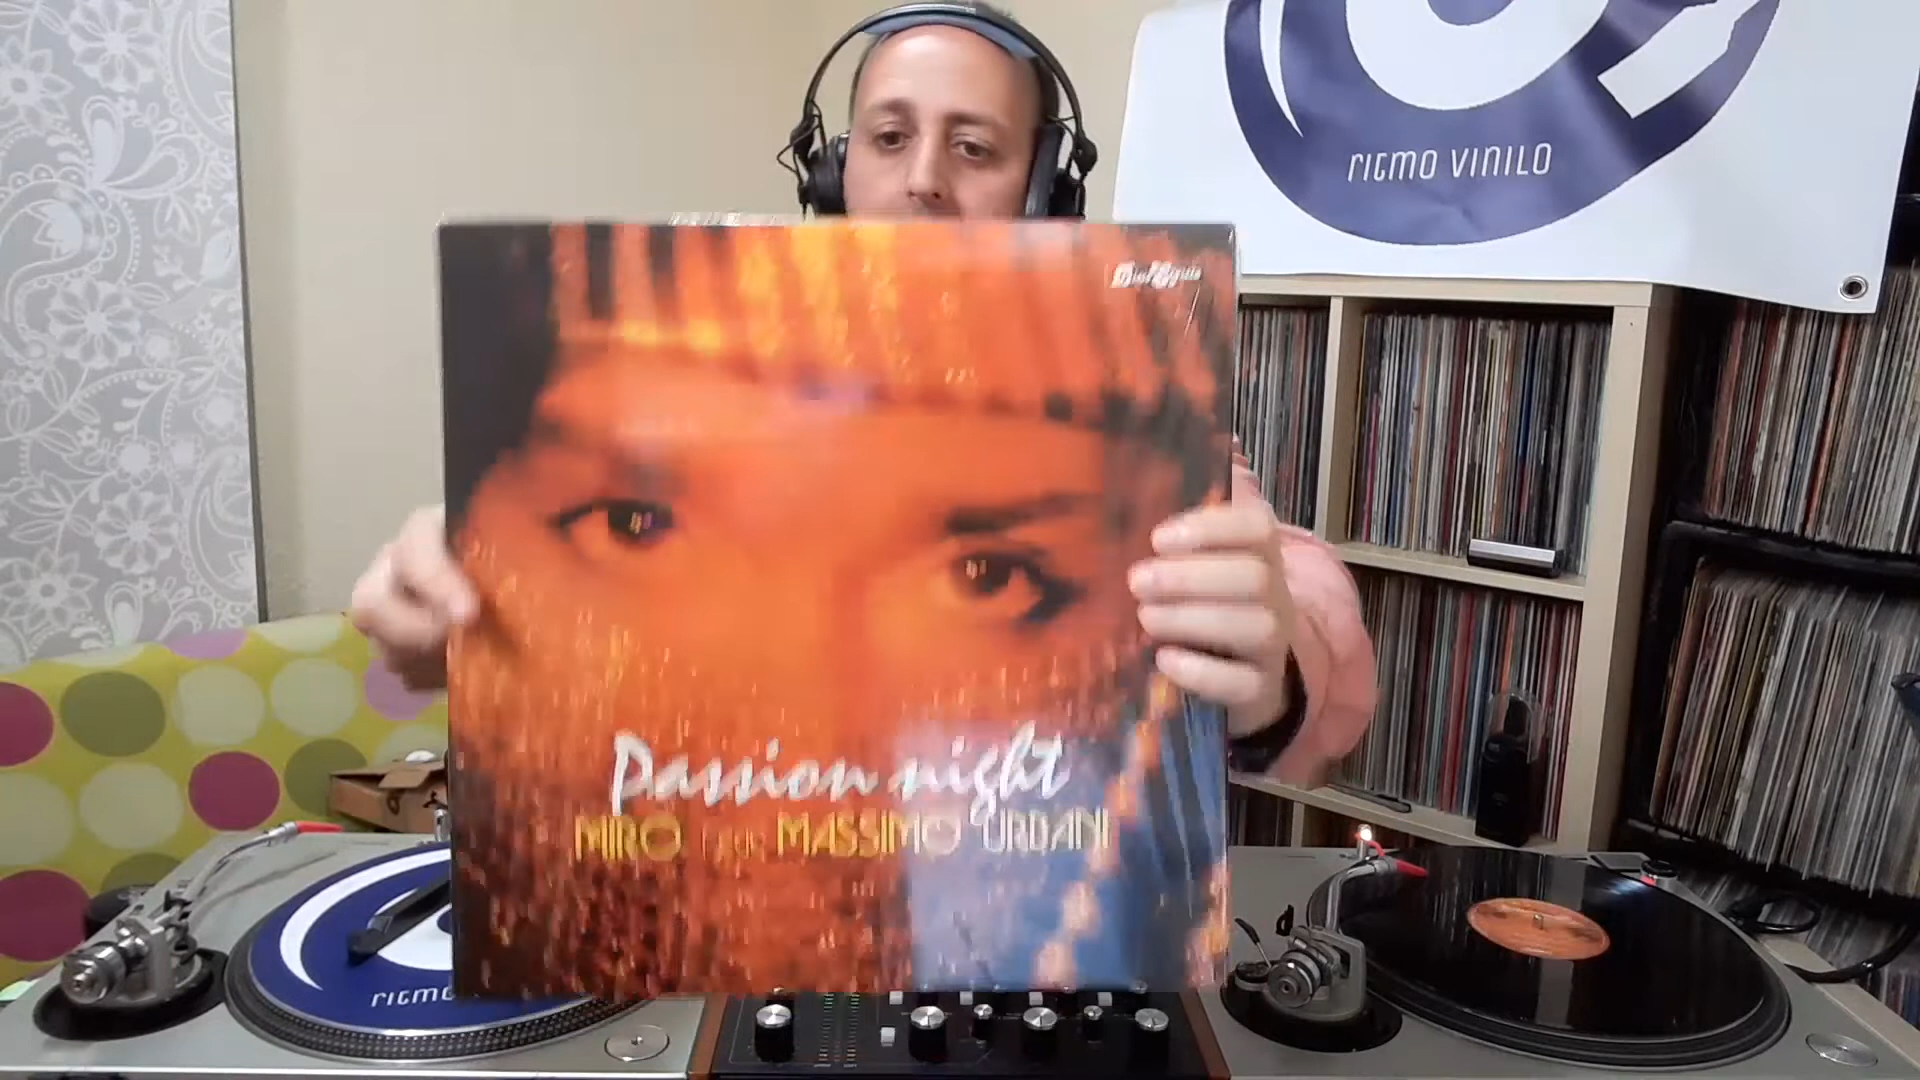 RITMO VINILO
Passion night
MIRO MASSIMO URBANI
RITMO